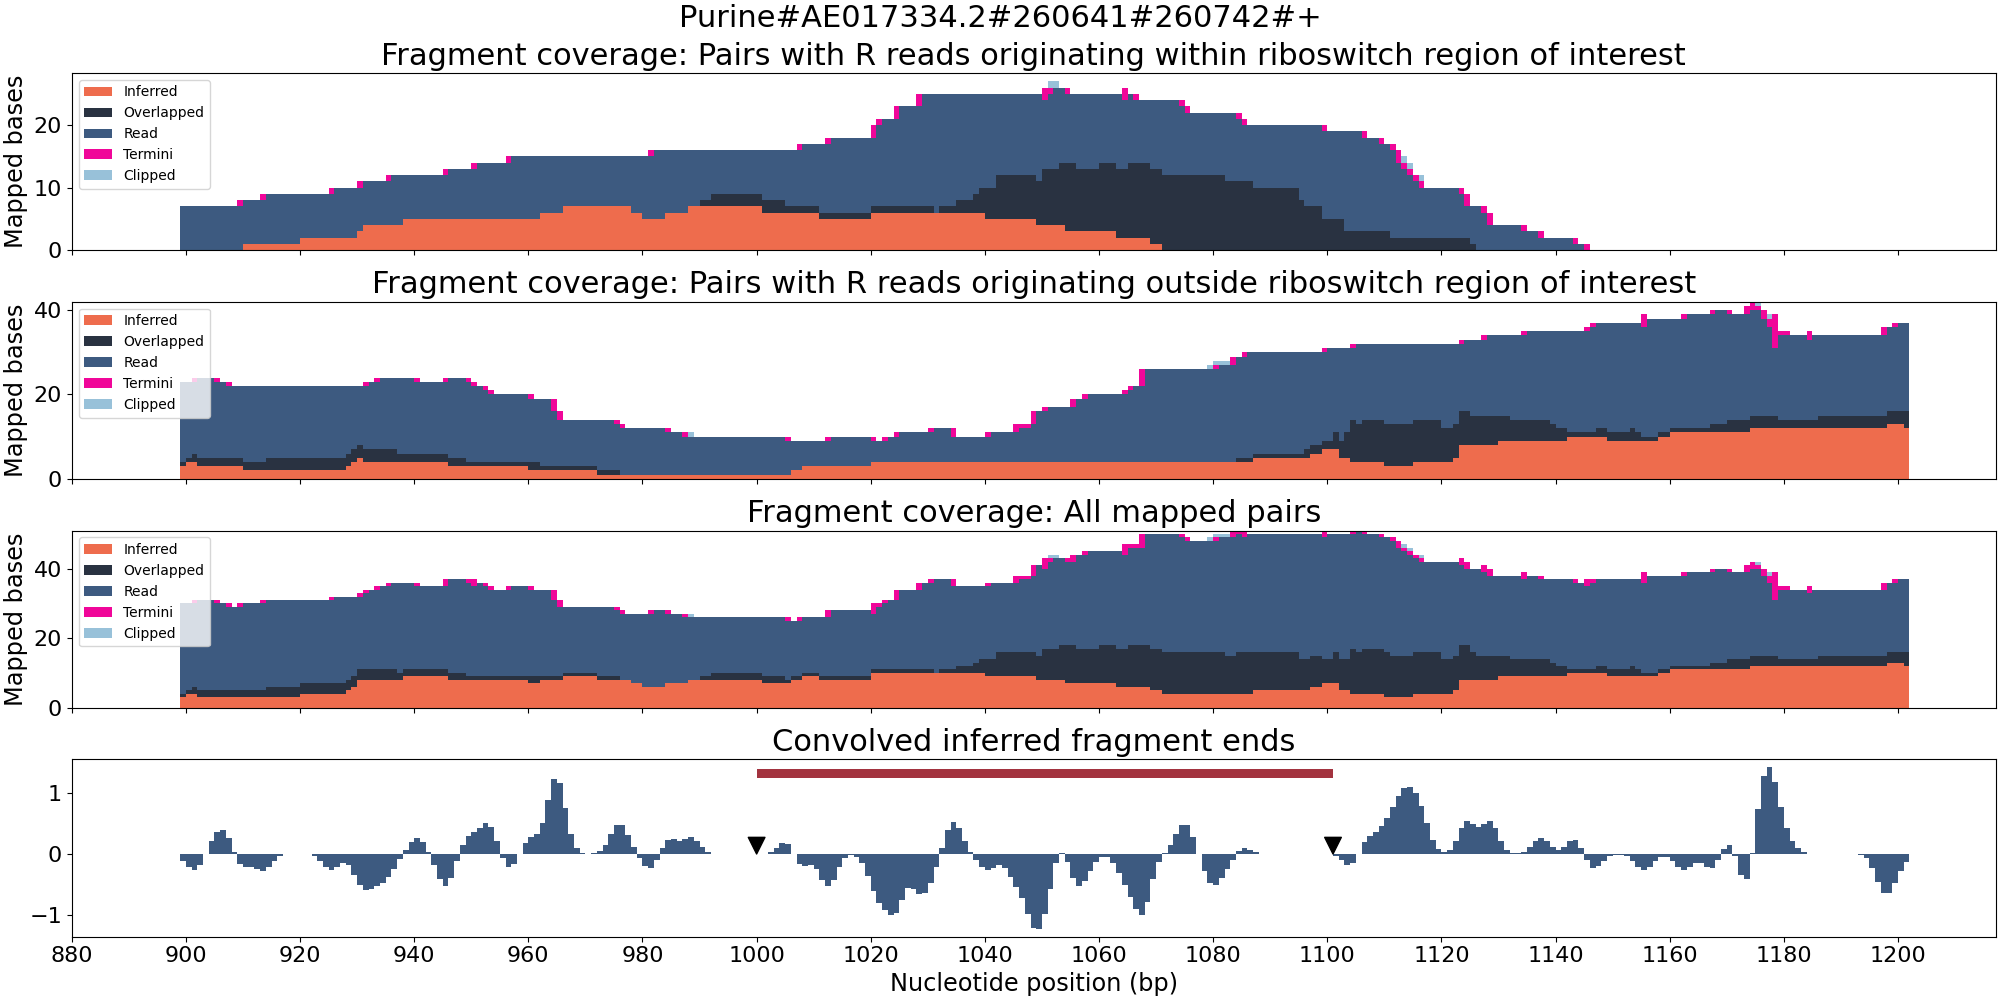 Purine#AE017334.2#260641#260742#+
Fragment coverage: Pairs with R reads originating within riboswitch region of interest
Mapped bases
20
10
0
Inferred
Overlapped
Read
Termini
Clipped
Fragment coverage: Pairs with R reads originating outside riboswitch region of interest
Mapped bases
40
20
0
Inferred
Overlapped
Read
Termini
Clipped
Fragment coverage: All mapped pairs
Mapped bases
40
20
0
Inferred
Overlapped
Read
Termini
Clipped
Convolved inferred fragment ends
1
0
−1
880 900 920 940 960 980 1000 1020 1040 1060 1080 1100 1120 1140 1160 1180 1200
Nucleotide position (bp)